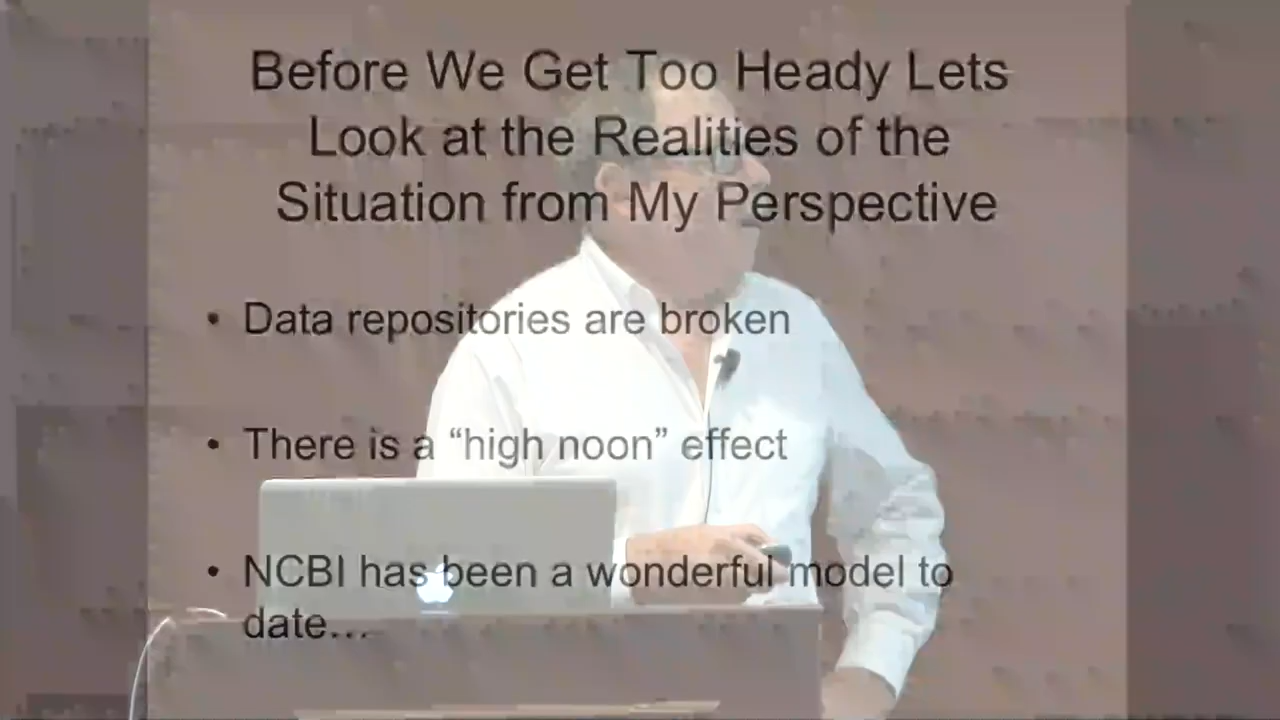 Before We Get Too Heady Lets
Look at the Realities of the
Situation from My Perspective
• Data repositories are broken
• There is a “high noon” effect
• NCBI has been a wonderful model to
date…